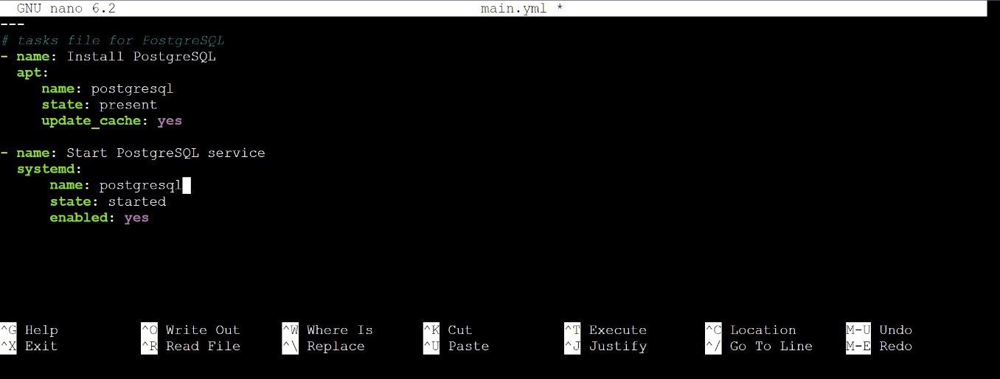 GNU nano 6.2 main.yml *
---
# tasks file for PostgreSQL
- name: Install PostgreSQL
  apt:
     name: postgresql
     state: present
     update_cache: yes

- name: Start PostgreSQL service
  systemd:
      name: postgresql
      state: started
      enabled: yes

^G Help ^O Write Out ^W Where Is ^K Cut ^T Execute ^C Location M-U Undo
^X Exit ^R Read File ^\ Replace ^U Paste ^J Justify ^/ Go To Line M-E Redo